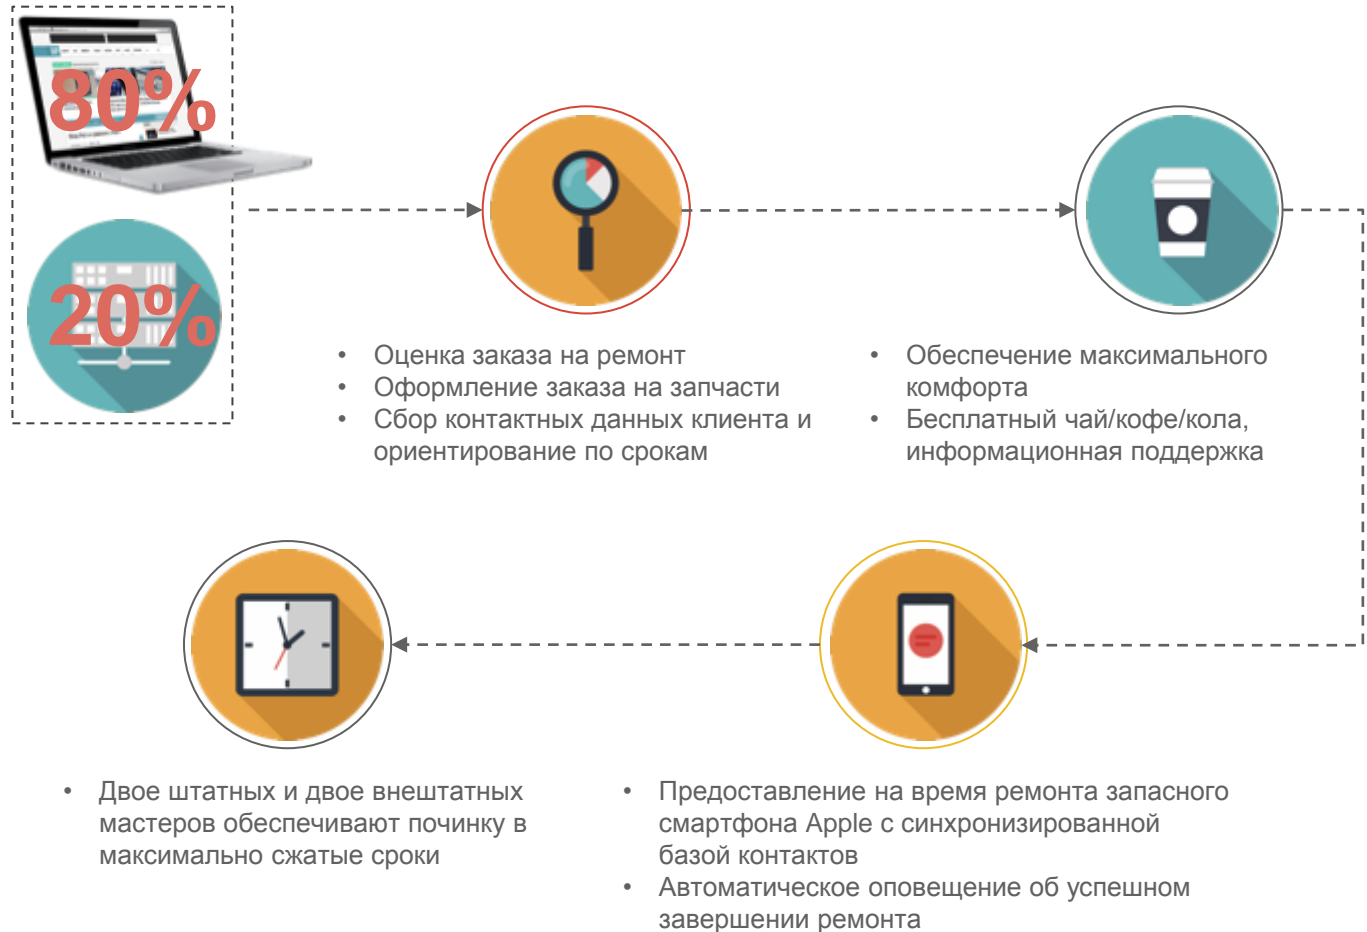 80%
20%
• Оценка заказа на ремонт
• Оформление заказа на запчасти
• Сбор контактных данных клиента и
ориентирование по срокам
• Обеспечение максимального
комфорта
• Бесплатный чай/кофе/кола,
информационная поддержка
• Двое штатных и двое внештатных
мастеров обеспечивают починку в
максимально сжатые сроки
• Предоставление на время ремонта запасного
смартфона Apple с синхронизированной
базой контактов
• Автоматическое оповещение об успешном
завершении ремонта